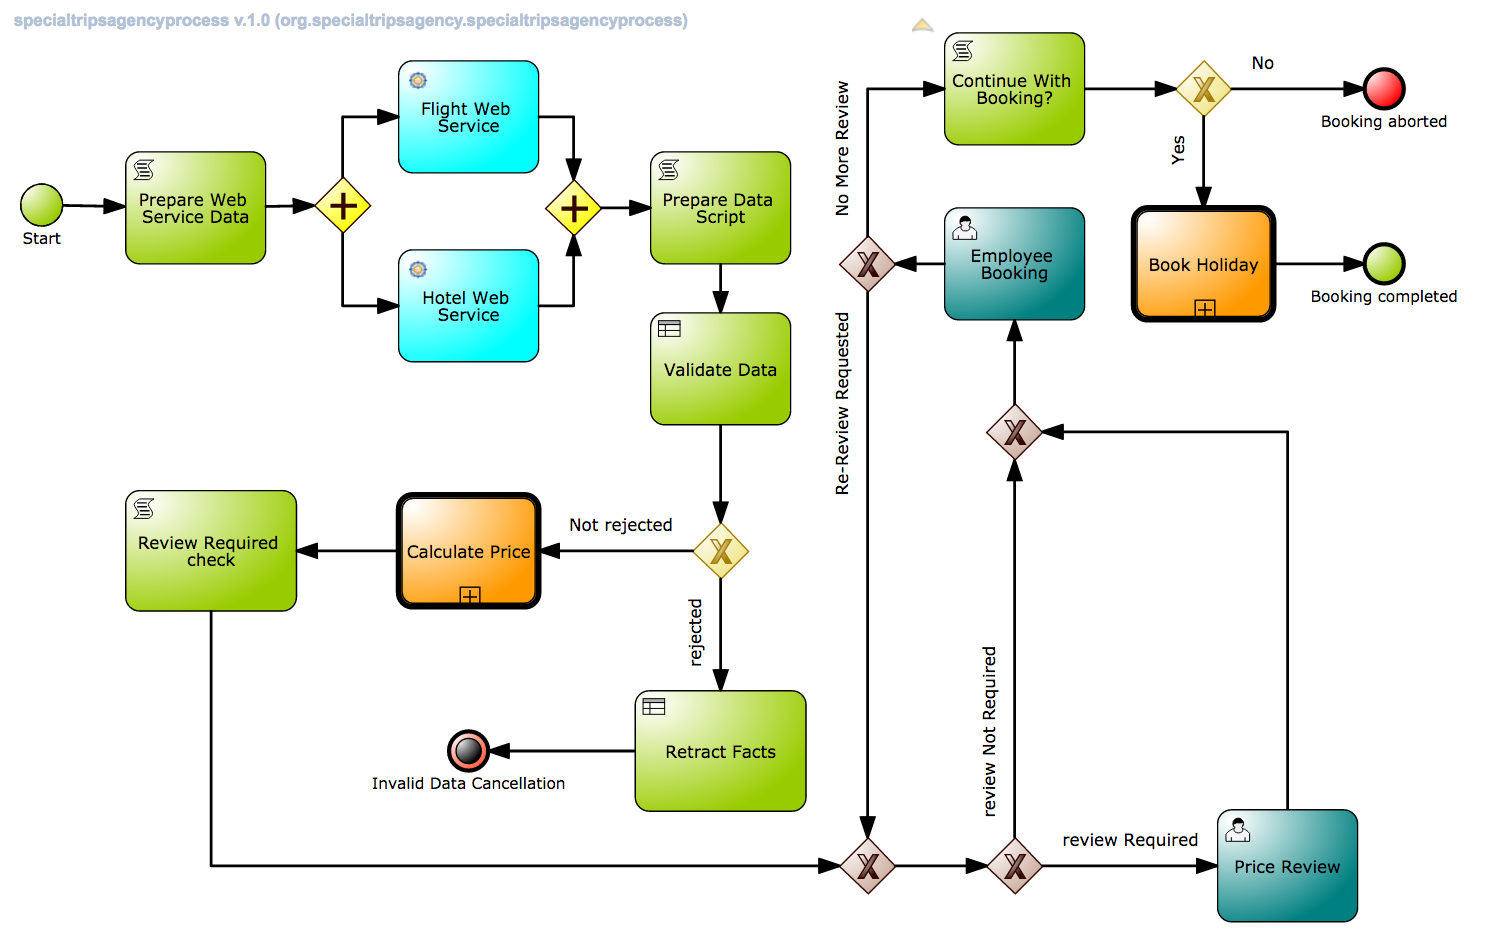 specialtripsagencyprocess v.1.0 (org.specialtripsagency.specialtripsagencyprocess)
Start
Prepare Web
Service Data
Flight Web
Service
Hotel Web
Service
Prepare Data
Script
Validate Data
Not rejected
rejected
Calculate Price
Review Required
check
Retract Facts
Invalid Data Cancellation
No More Review
Re-Review Requested
Continue With
Booking?
No
Booking aborted
Yes
Employee
Booking
Book Holiday
Booking completed
review Not Required
review Required
Price Review